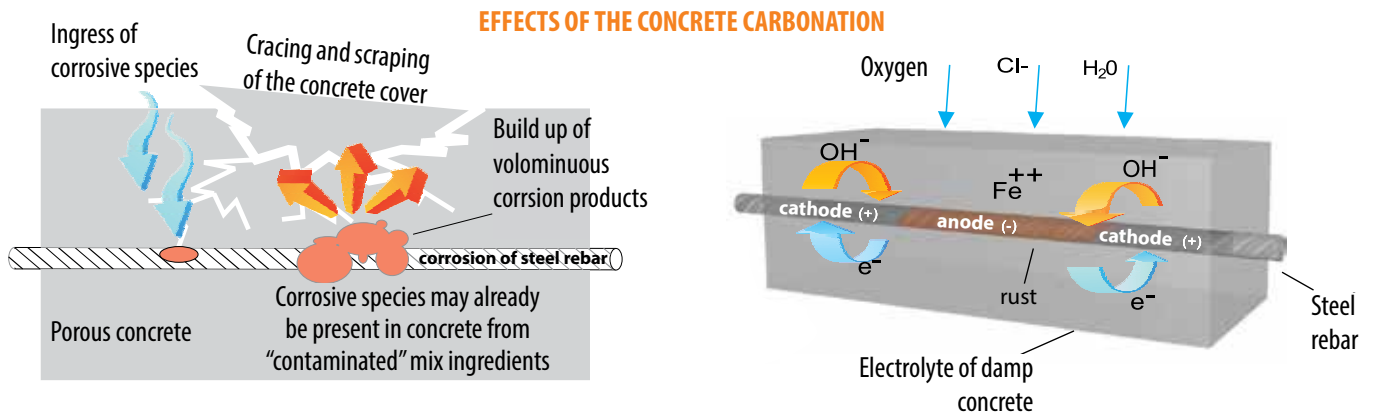 EFFECTS OF THE CONCRETE CARBONATION
Ingress of
corrosive species
Cracing and scraping
of the concrete cover
Build up of
volominuous
corrsion products
corrosion of steel rebar
Corrosive species may already
be present in concrete from
“contaminated” mix ingredients
Porous concrete
Oxygen
Cl-
H₂0
OH⁻
Fe⁺⁺
OH⁻
cathode (+)
anode (-)
cathode (+)
e⁻
rust
e⁻
Steel
rebar
Electrolyte of damp
concrete